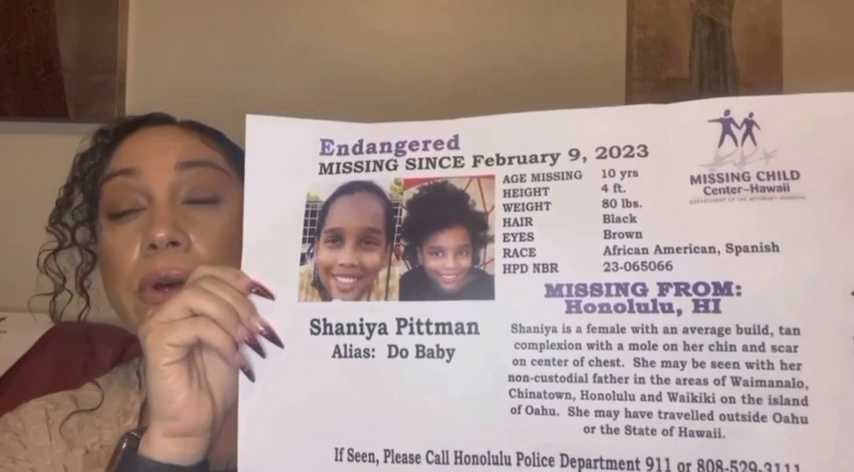 Endangered
MISSING SINCE February 9, 2023
AGE MISSING 10 yrs
HEIGHT 4 ft.
WEIGHT 80 lbs.
HAIR Black
EYES Brown
RACE African American, Spanish
HPD NBR 23-065066
MISSING CHILD
Center–Hawaii
DEPARTMENT OF THE ATTORNEY GENERAL
Shaniya Pittman
Alias: Do Baby
MISSING FROM:
Honolulu, HI
Shaniya is a female with an average build, tan
complexion with a mole on her chin and scar
on center of chest. She may be seen with her
non-custodial father in the areas of Waimanalo,
Chinatown, Honolulu and Waikiki on the island
of Oahu. She may have travelled outside Oahu
or the State of Hawaii.
If Seen, Please Call Honolulu Police Department 911 or 808-529-3111